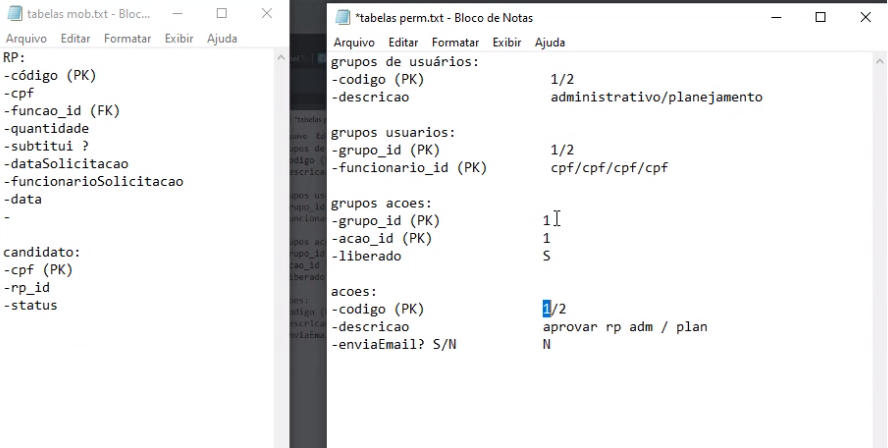 tabelas mob.txt - Bloc...
Arquivo Editar Formatar Exibir Ajuda
RP:
-código (PK)
-cpf
-funcao_id (FK)
-quantidade
-subtitui ?
-dataSolicitacao
-funcionarioSolicitacao
-data
-
candidato:
-cpf (PK)
-rp_id
-status
*tabelas perm.txt - Bloco de Notas
Arquivo Editar Formatar Exibir Ajuda
grupos de usuários:
-codigo (PK) 1/2
-descricao administrativo/planejamento
grupos usuarios:
-grupo_id (PK) 1/2
-funcionario_id (PK) cpf/cpf/cpf/cpf
grupos acoes:
-grupo_id (PK) 1
-acao_id (PK) 1
-liberado S
acoes:
-codigo (PK) 1/2
-descricao aprovar rp adm / plan
-enviaEmail? S/N N